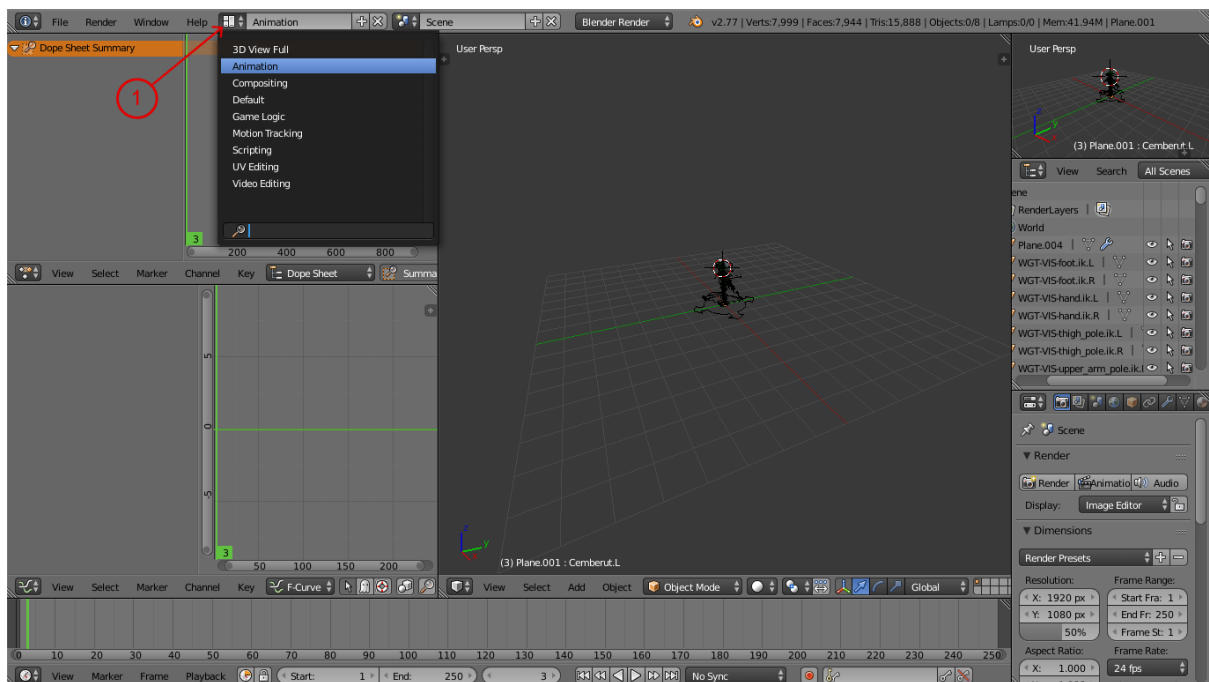 File Render Window Help Animation Scene Blender Render v2.77 | Verts:7,999 | Faces:7,944 | Tris:15,888 | Objects:0/8 | Lamps:0/0 | Mem:41.94M | Plane.001
Dope Sheet Summary
1
3D View Full
Animation
Compositing
Default
Game Logic
Motion Tracking
Scripting
UV Editing
Video Editing
3
200 400 600 800
View Select Marker Channel Key Dope Sheet Summa
5
0
-5
3
50 100 150 200
View Select Marker Channel Key F-Curve
User Persp
z
y
(3) Plane.001 : Cemberut.L
View Select Add Object Object Mode Global
User Persp
z
y
(3) Plane.001 : Cemberut.L
View Search All Scenes
ene
RenderLayers |
World
Plane.004 |
WGT-VIS-foot.ik.L |
WGT-VIS-foot.ik.R |
WGT-VIS-hand.ik.L |
WGT-VIS-hand.ik.R |
WGT-VIS-thigh_pole.ik.L |
WGT-VIS-thigh_pole.ik.R |
WGT-VIS-upper_arm_pole.ik.l
Scene
Render
Render Animatio Audio
Display: Image Editor
Dimensions
Render Presets
Resolution: Frame Range:
X: 1920 px Start Fra: 1
Y: 1080 px End Fr: 250
50% Frame St: 1
Aspect Ratio: Frame Rate:
X: 1.000 24 fps
0 10 20 30 40 50 60 70 80 90 100 110 120 130 140 150 160 170 180 190 200 210 220 230 240 250
View Marker Frame Playback Start: 1 End: 250 3 No Sync